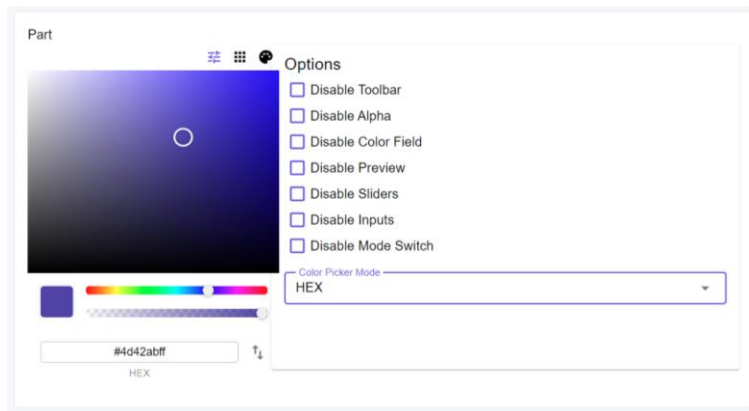 Part
Options
Disable Toolbar
Disable Alpha
Disable Color Field
Disable Preview
Disable Sliders
Disable Inputs
Disable Mode Switch
Color Picker Mode
HEX
#4d42abff
HEX